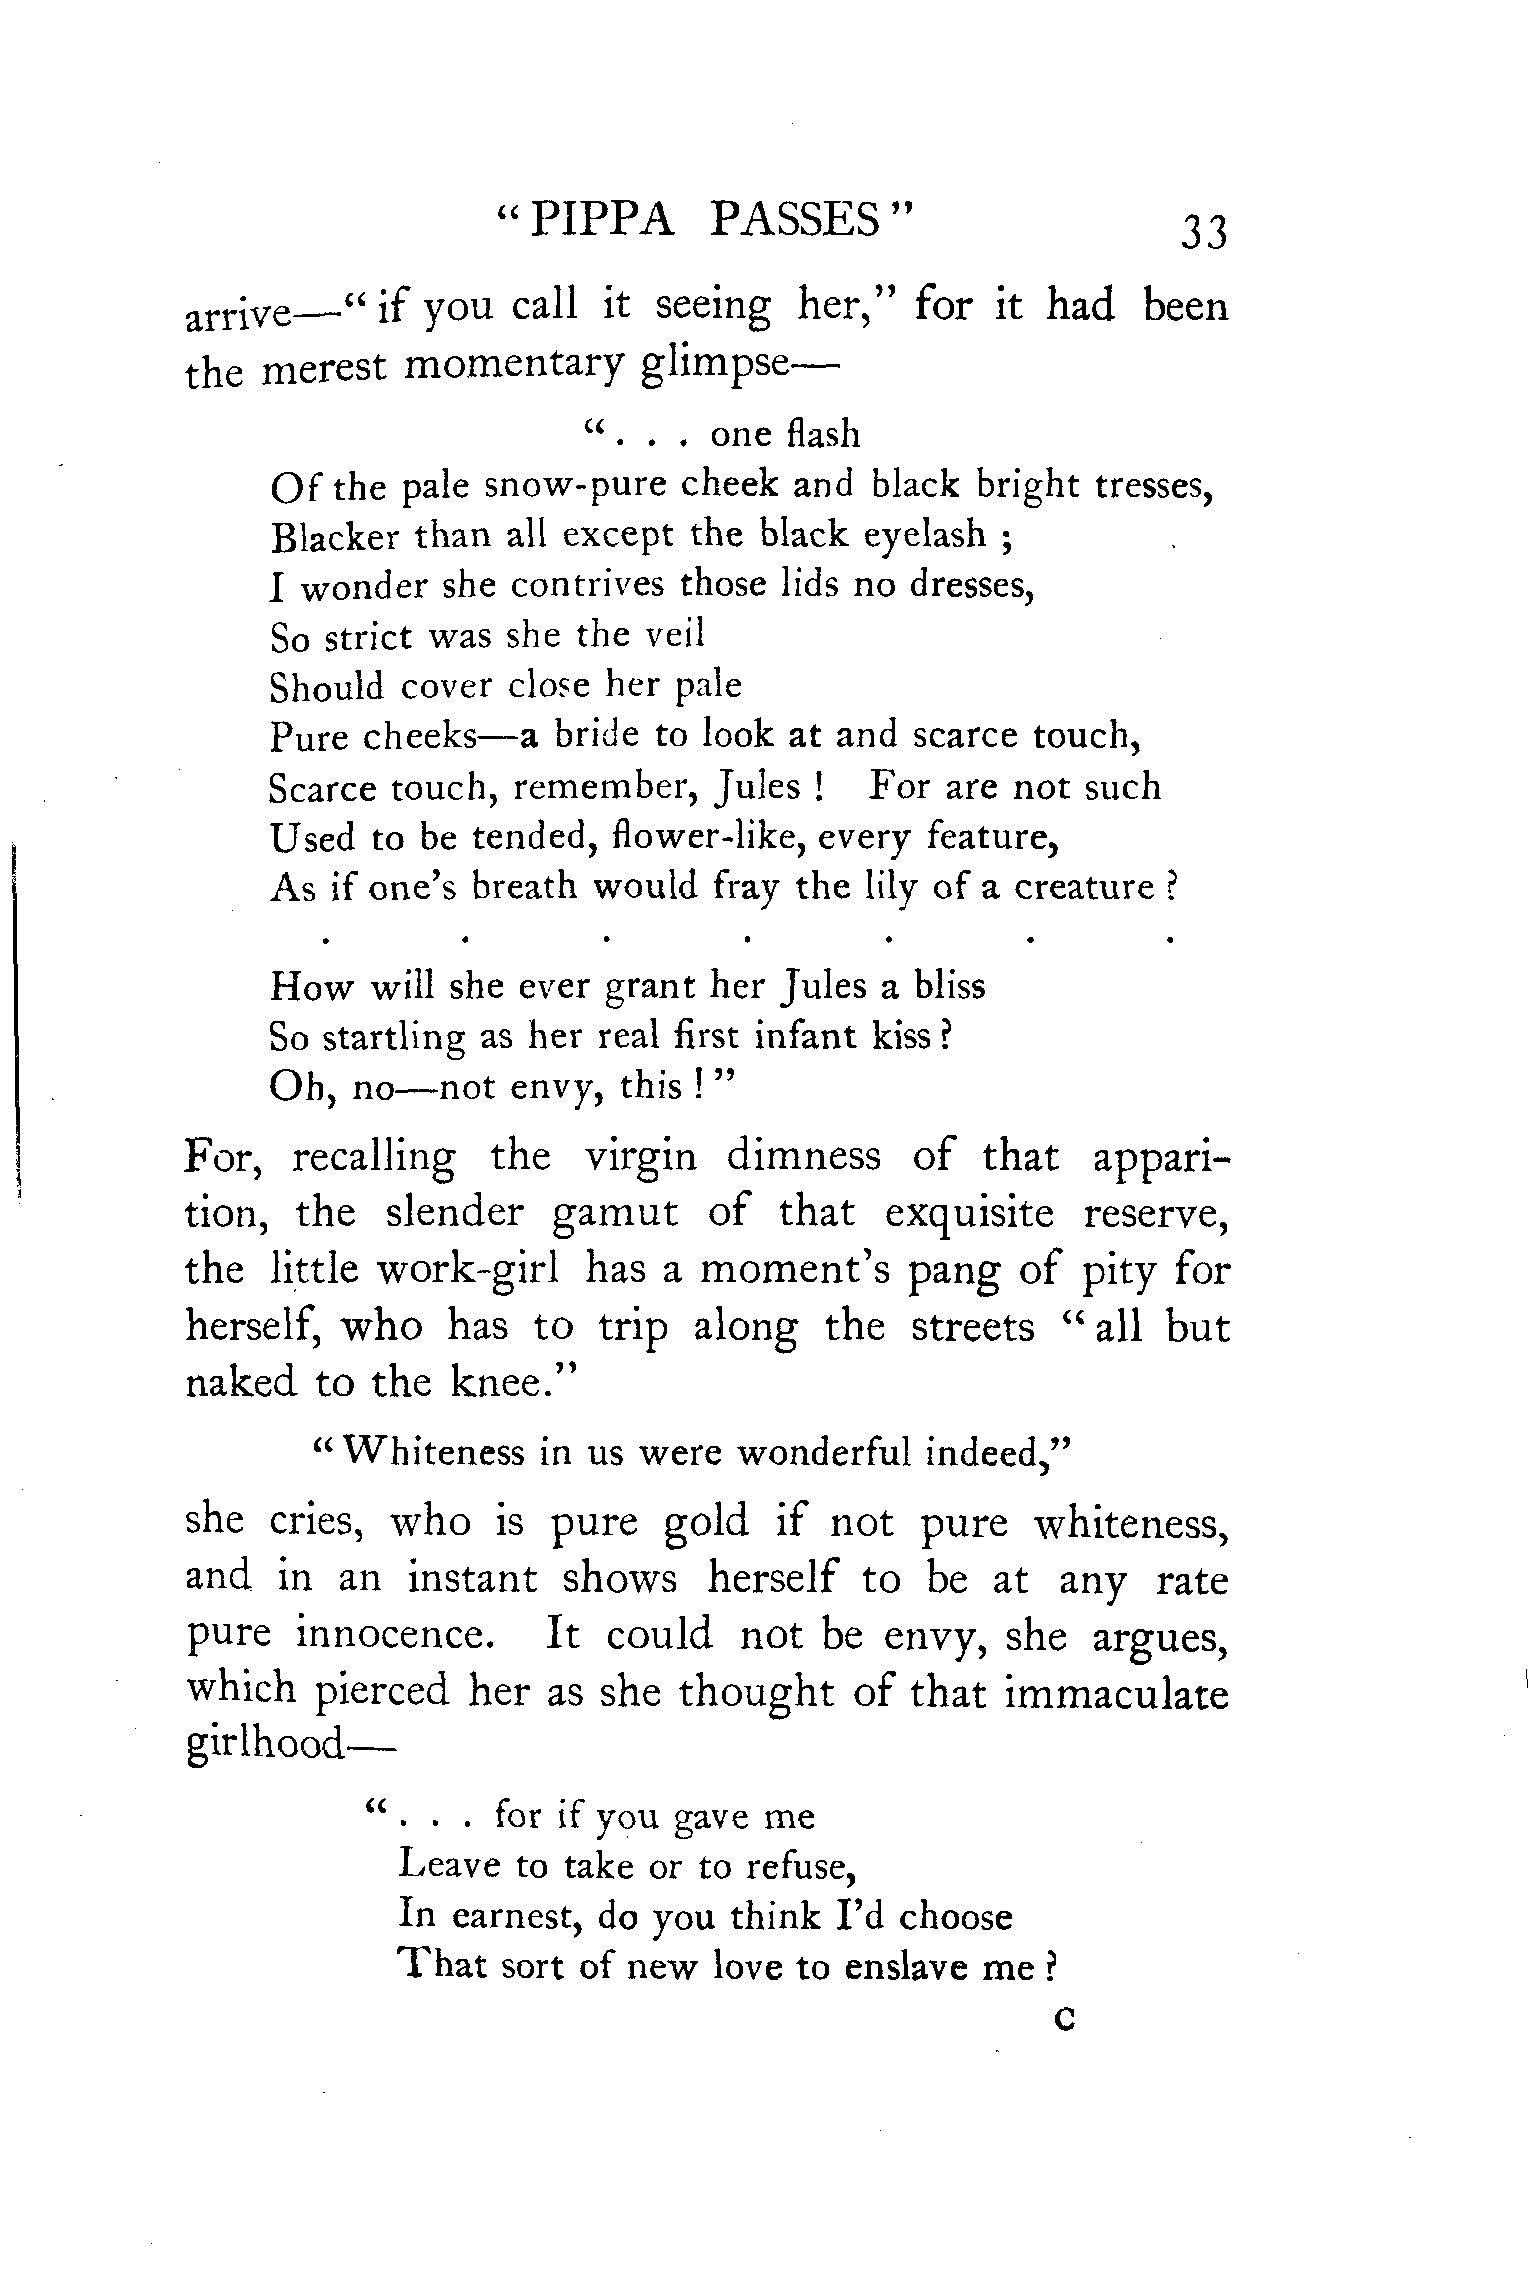 "PIPPA PASSES" 33
arrive—"if you call it seeing her," for it had been
the merest momentary glimpse—
". . . one flash
Of the pale snow-pure cheek and black bright tresses,
Blacker than all except the black eyelash ;
I wonder she contrives those lids no dresses,
So strict was she the veil
Should cover close her pale
Pure cheeks—a bride to look at and scarce touch,
Scarce touch, remember, Jules ! For are not such
Used to be tended, flower-like, every feature,
As if one's breath would fray the lily of a creature ?
. . . . . . .
How will she ever grant her Jules a bliss
So startling as her real first infant kiss ?
Oh, no—not envy, this ! "
For, recalling the virgin dimness of that appari-
tion, the slender gamut of that exquisite reserve,
the little work-girl has a moment's pang of pity for
herself, who has to trip along the streets "all but
naked to the knee."
"Whiteness in us were wonderful indeed,"
she cries, who is pure gold if not pure whiteness,
and in an instant shows herself to be at any rate
pure innocence. It could not be envy, she argues,
which pierced her as she thought of that immaculate
girlhood—
". . . for if you gave me
Leave to take or to refuse,
In earnest, do you think I'd choose
That sort of new love to enslave me ?
C